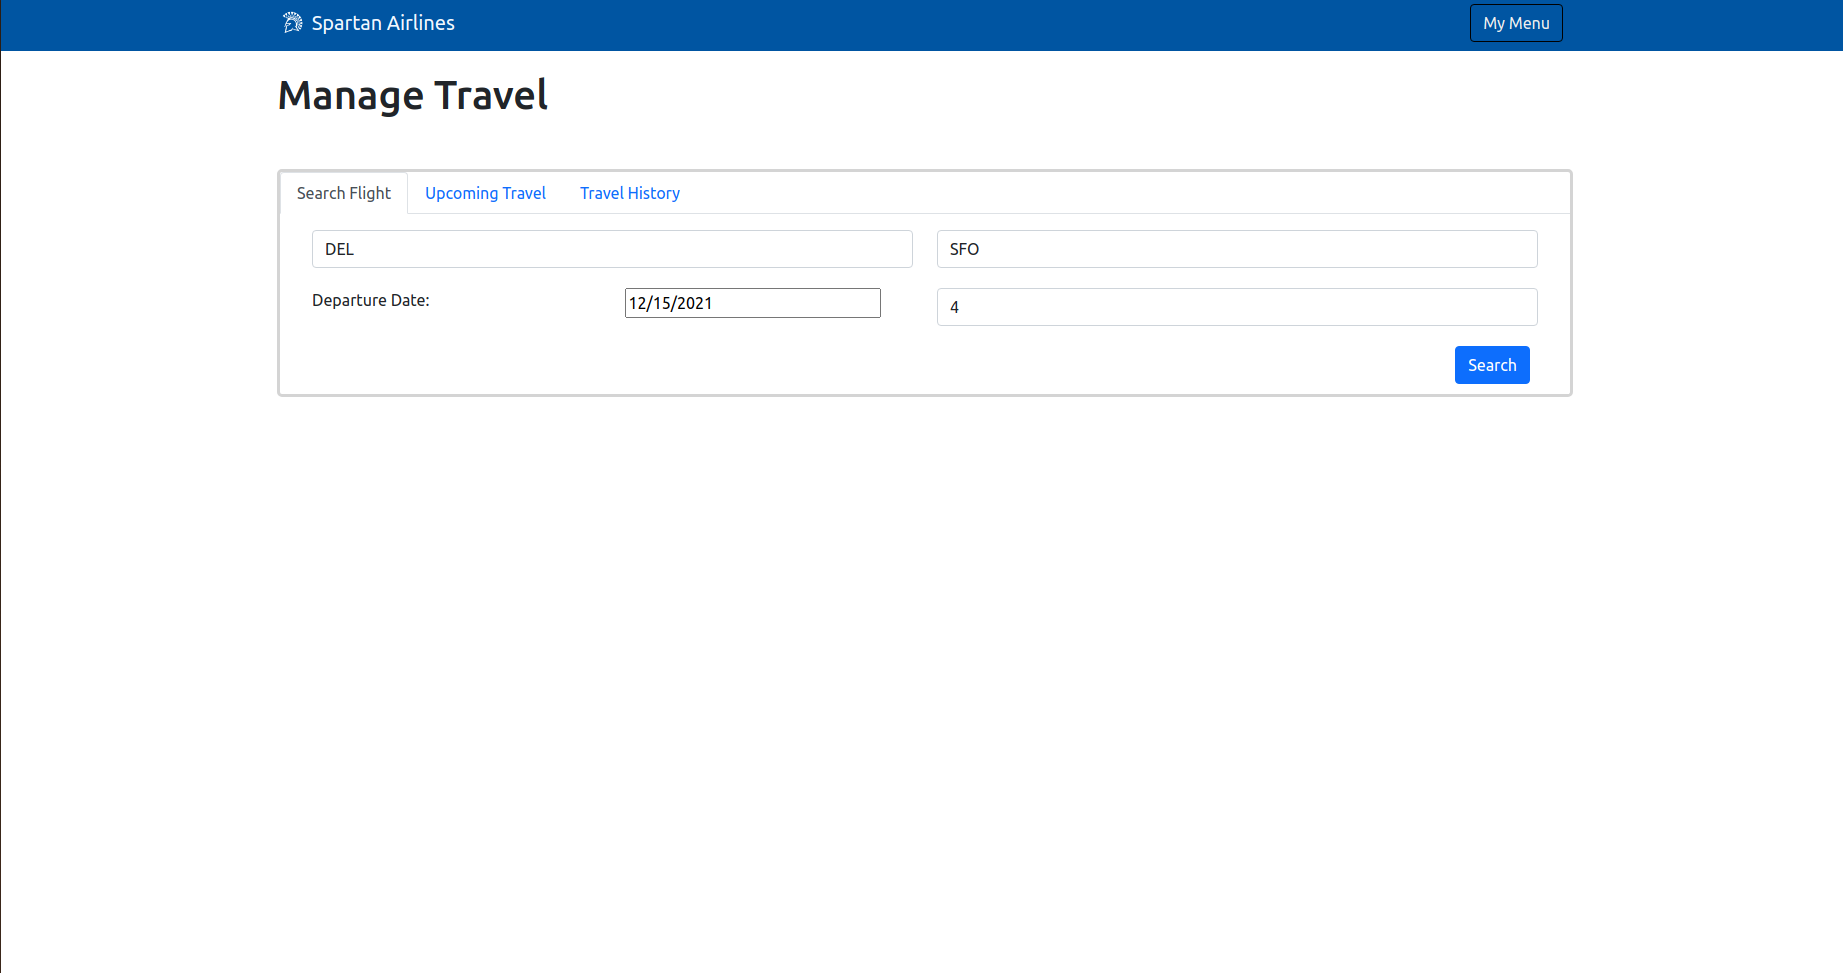 Spartan Airlines My Menu
Manage Travel
Search Flight Upcoming Travel Travel History
DEL SFO
Departure Date: 12/15/2021 4
Search